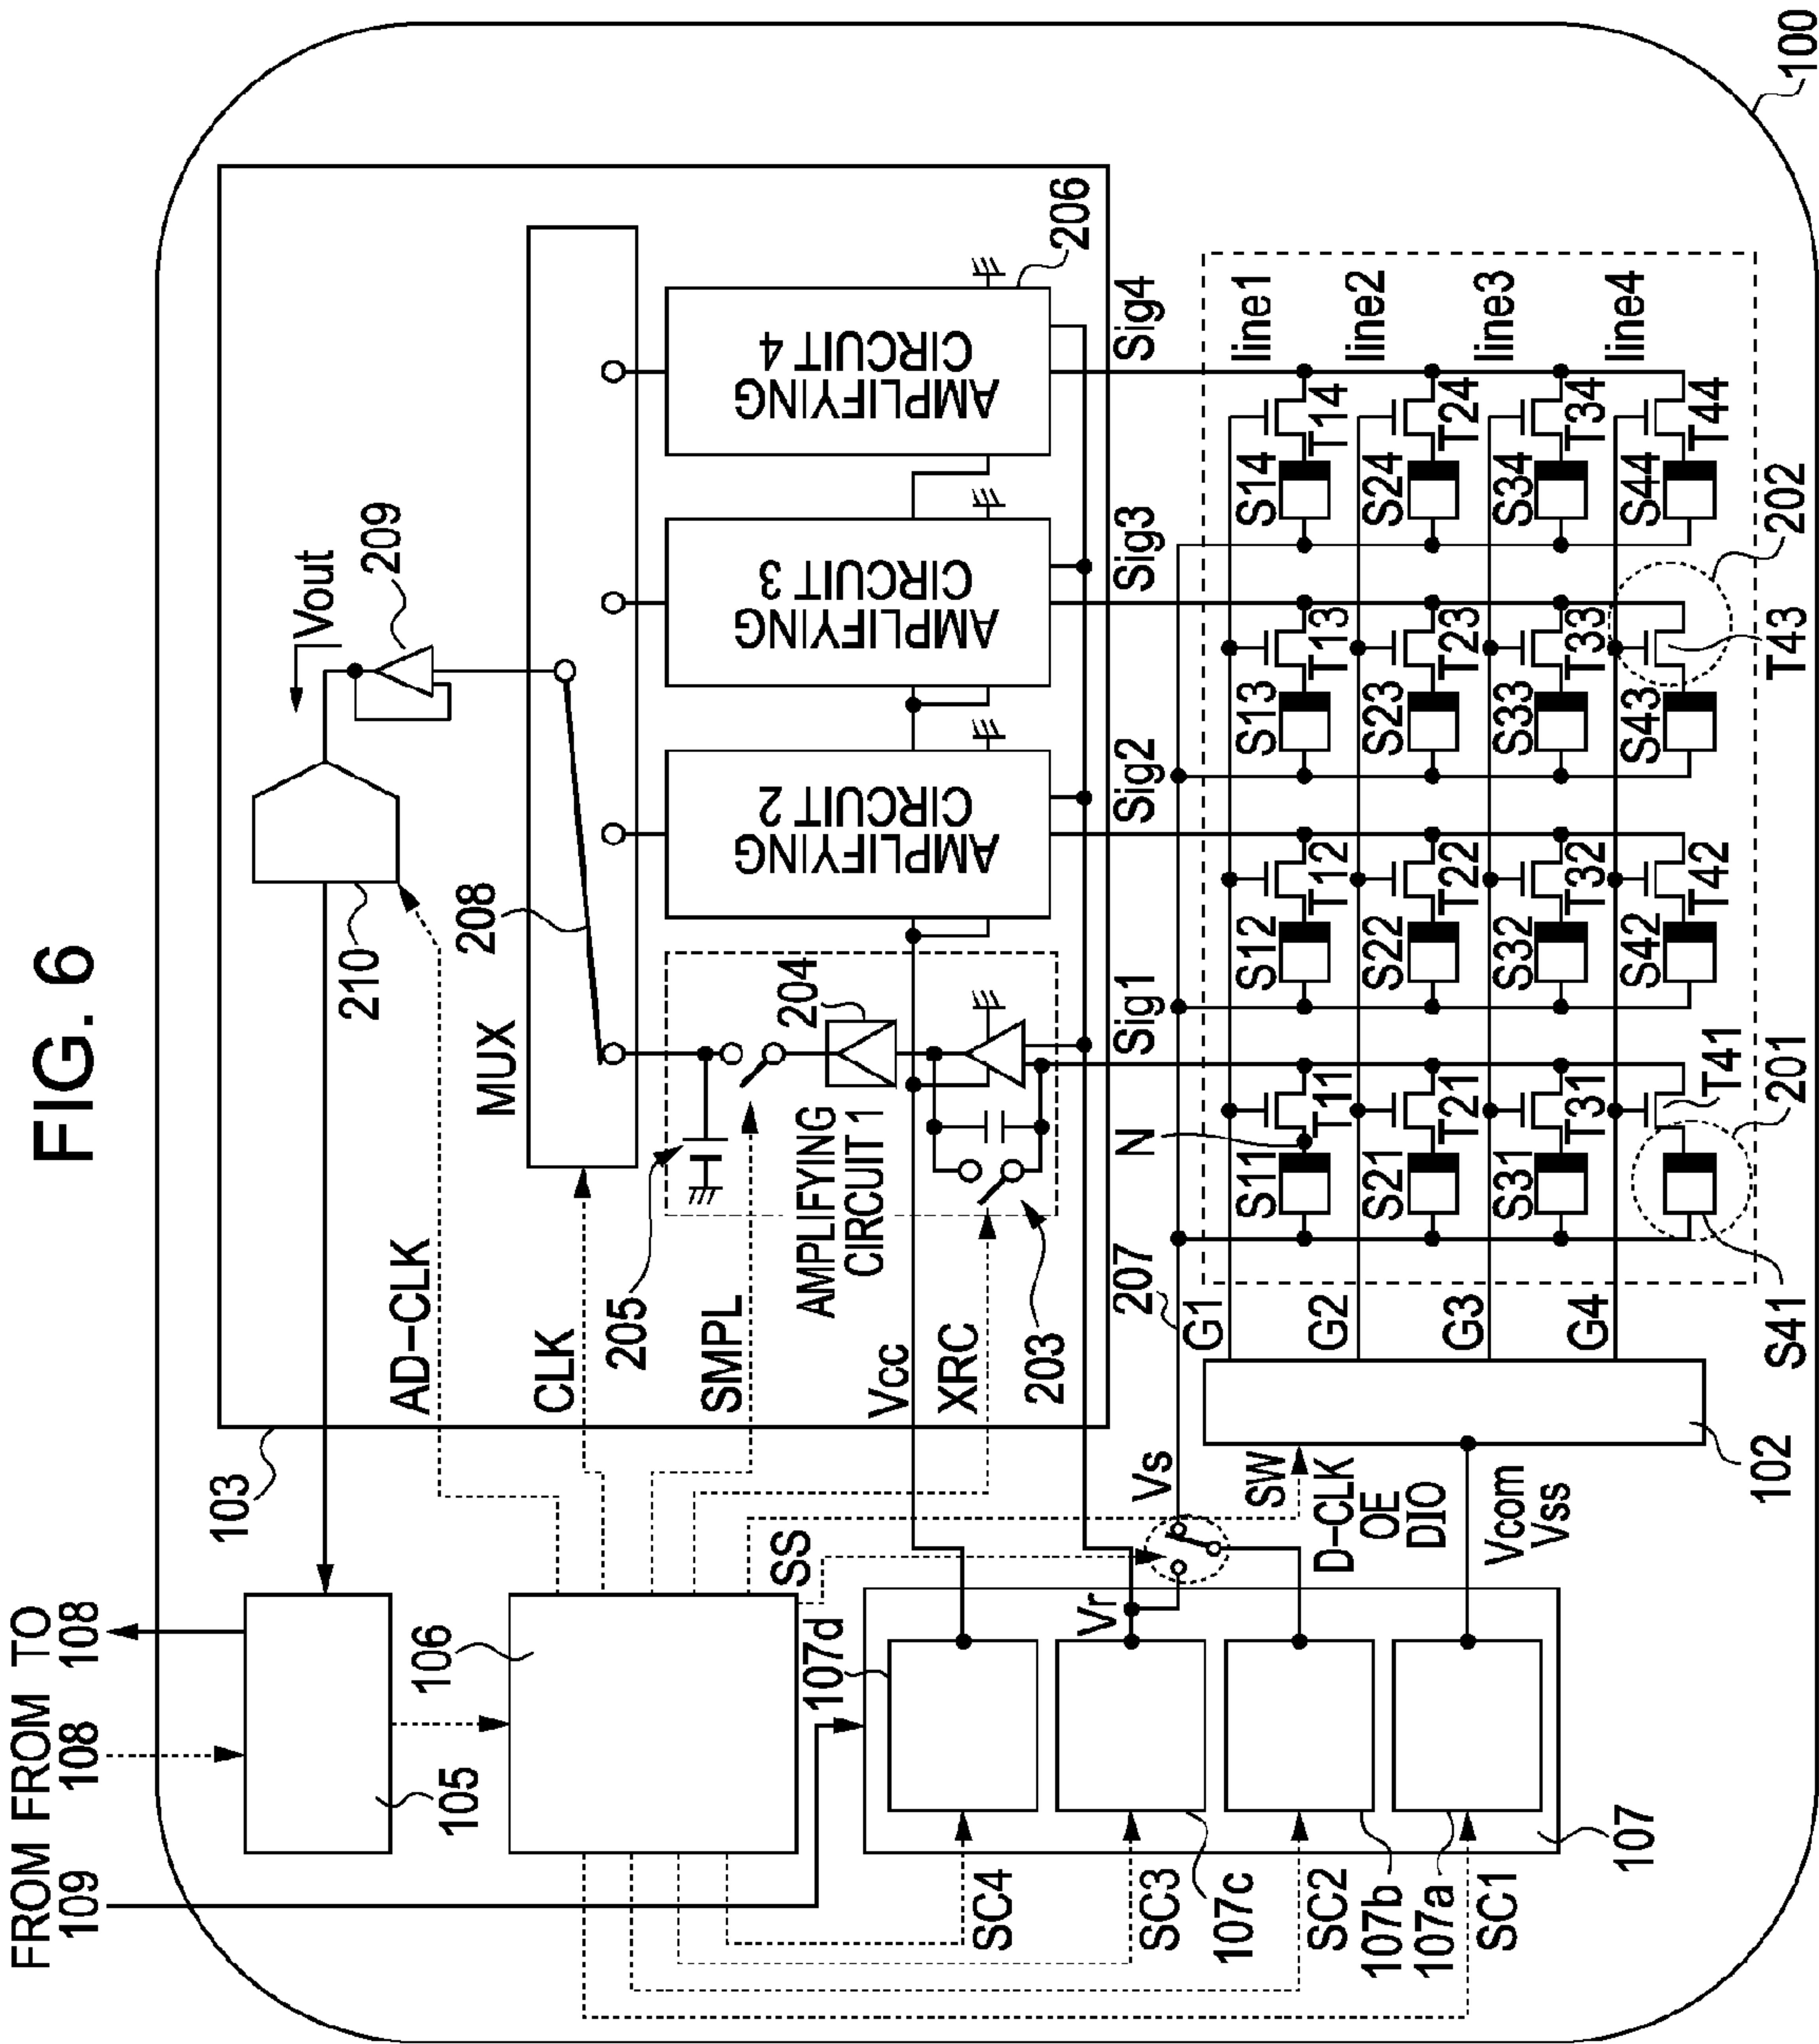 FIG. 6
FROM 109
FROM 108
TO 108
100
103
105
106
107d
107
107c
107b
107a
SC4
SC3
SC2
SC1
SS
Vr
Vs
SW
D-CLK
OE
DIO
Vcom
Vss
102
AD-CLK
CLK
SMPL
Vcc
XRC
203
205
204
AMPLIFYING
CIRCUIT 1
MUX
208
210
209
Vout
AMPLIFYING
CIRCUIT 2
AMPLIFYING
CIRCUIT 3
AMPLIFYING
CIRCUIT 4
206
207
N
Sig1
Sig2
Sig3
Sig4
G1
G2
G3
G4
line1
line2
line3
line4
S11
T11
S12
T12
S13
T13
S14
T14
S21
T21
S22
T22
S23
T23
S24
T24
S31
T31
S32
T32
S33
T33
S34
T34
S41
T41
S42
T42
S43
T43
S44
T44
201
202